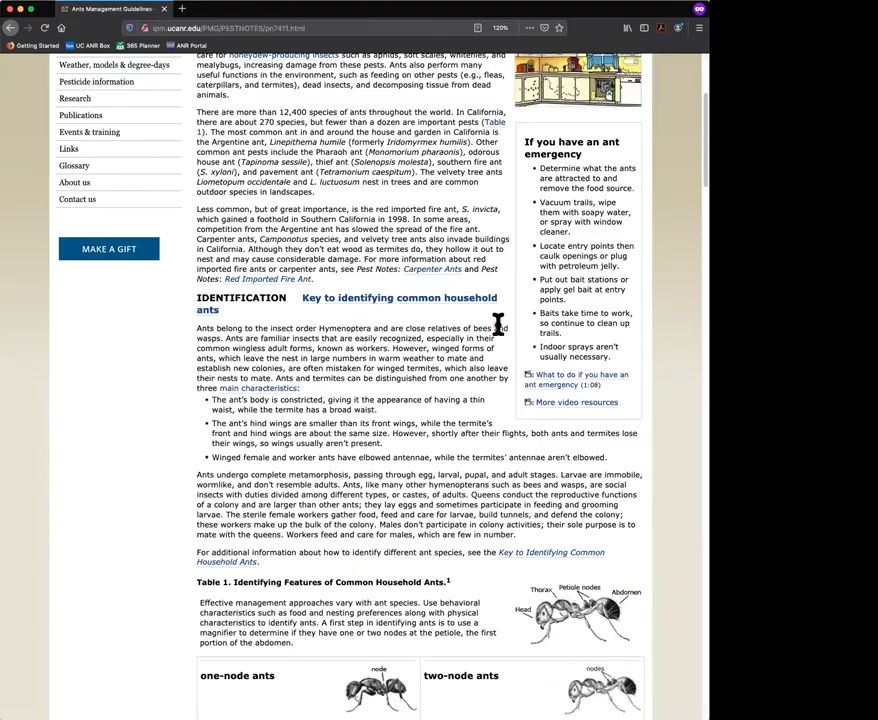 Ants Management Guidelines
ipm.ucanr.edu/PMG/PESTNOTES/pn7411.html
120%
Getting Started
UC ANR Box
365 Planner
ANR Portal
Weather, models & degree-days
Pesticide information
Research
Publications
Events & training
Links
Glossary
About us
Contact us
MAKE A GIFT
care for honeydew-producing insects such as aphids, soft scales, whiteflies, and
mealybugs, increasing damage from these pests. Ants also perform many
useful functions in the environment, such as feeding on other pests (e.g., fleas,
caterpillars, and termites), dead insects, and decomposing tissue from dead
animals.
There are more than 12,400 species of ants throughout the world. In California,
there are about 270 species, but fewer than a dozen are important pests (Table
1). The most common ant in and around the house and garden in California is
the Argentine ant, Linepithema humile (formerly Iridomyrmex humilis). Other
common ant pests include the Pharaoh ant (Monomorium pharaonis), odorous
house ant (Tapinoma sessile), thief ant (Solenopsis molesta), southern fire ant
(S. xyloni), and pavement ant (Tetramorium caespitum). The velvety tree ants
Liometopum occidentale and L. luctuosum nest in trees and are common
outdoor species in landscapes.
Less common, but of great importance, is the red imported fire ant, S. invicta,
which gained a foothold in Southern California in 1998. In some areas,
competition from the Argentine ant has slowed the spread of the fire ant.
Carpenter ants, Camponotus species, and velvety tree ants also invade buildings
in California. Although they don't eat wood as termites do, they hollow it out to
nest and may cause considerable damage. For more information about red
imported fire ants or carpenter ants, see Pest Notes: Carpenter Ants and Pest
Notes: Red Imported Fire Ant.
IDENTIFICATION Key to identifying common household
ants
Ants belong to the insect order Hymenoptera and are close relatives of bees and
wasps. Ants are familiar insects that are easily recognized, especially in their
common wingless adult forms, known as workers. However, winged forms of
ants, which leave the nest in large numbers in warm weather to mate and
establish new colonies, are often mistaken for winged termites, which also leave
their nests to mate. Ants and termites can be distinguished from one another by
three main characteristics:
• The ant's body is constricted, giving it the appearance of having a thin
waist, while the termite has a broad waist.
• The ant's hind wings are smaller than its front wings, while the termite's
front and hind wings are about the same size. However, shortly after their flights, both ants and termites lose
their wings, so wings usually aren't present.
• Winged female and worker ants have elbowed antennae, while the termites' antennae aren't elbowed.
Ants undergo complete metamorphosis, passing through egg, larval, pupal, and adult stages. Larvae are immobile,
wormlike, and don't resemble adults. Ants, like many other hymenopterans such as bees and wasps, are social
insects with duties divided among different types, or castes, of adults. Queens conduct the reproductive functions
of a colony and are larger than other ants; they lay eggs and sometimes participate in feeding and grooming
larvae. The sterile female workers gather food, feed and care for larvae, build tunnels, and defend the colony;
these workers make up the bulk of the colony. Males don't participate in colony activities; their sole purpose is to
mate with the queens. Workers feed and care for males, which are few in number.
For additional information about how to identify different ant species, see the Key to Identifying Common
Household Ants.
Table 1. Identifying Features of Common Household Ants.1
Effective management approaches vary with ant species. Use behavioral
characteristics such as food and nesting preferences along with physical
characteristics to identify ants. A first step in identifying ants is to use a
magnifier to determine if they have one or two nodes at the petiole, the first
portion of the abdomen.
Thorax
Petiole nodes
Abdomen
Head
one-node ants
node
two-node ants
nodes
If you have an ant
emergency
• Determine what the ants
are attracted to and
remove the food source.
• Vacuum trails, wipe
them with soapy water,
or spray with window
cleaner.
• Locate entry points then
caulk openings or plug
with petroleum jelly.
• Put out bait stations or
apply gel bait at entry
points.
• Baits take time to work,
so continue to clean up
trails.
• Indoor sprays aren't
usually necessary.
What to do if you have an
ant emergency (1:08)
More video resources